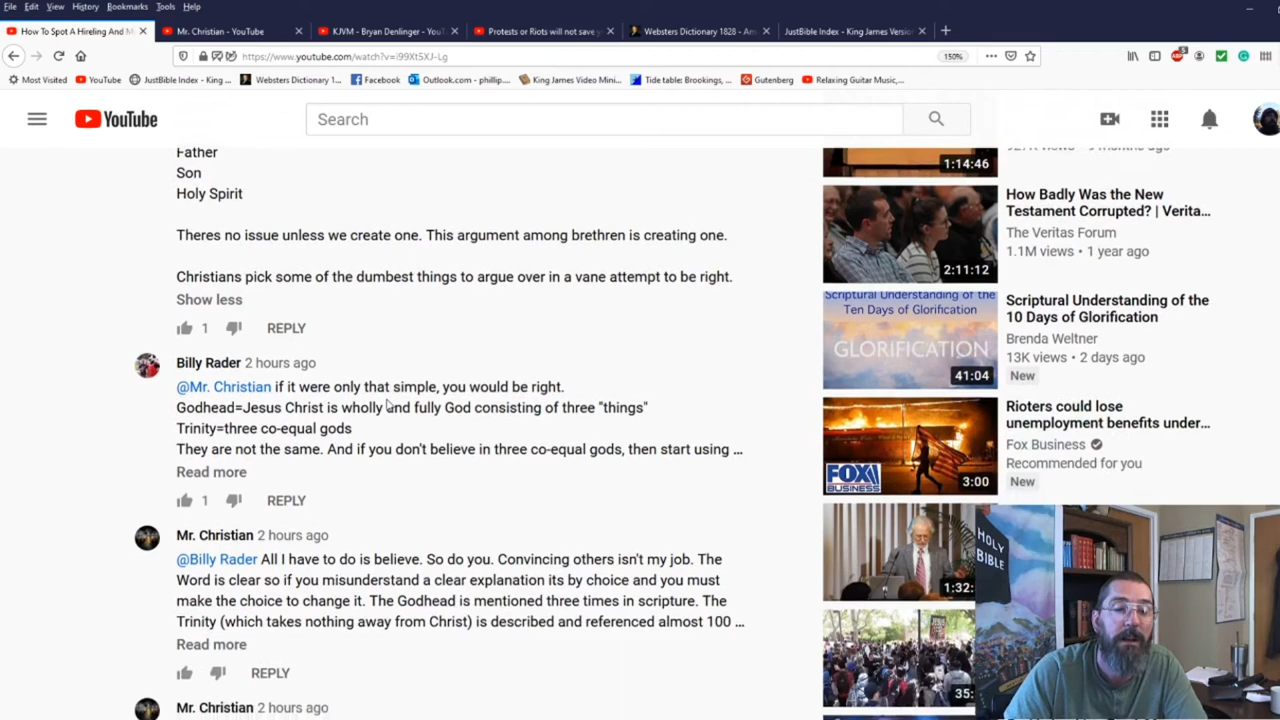 File Edit View History Bookmarks Tools Help
How To Spot A Hireling And M
Mr. Christian - YouTube
KJVM - Bryan Denlinger - You
Protests or Riots will not save
Websters Dictionary 1828 - Am
JustBible Index - King James Versio
https://www.youtube.com/watch?v=i99Xt5XJ-Lg
150%
Most Visited YouTube JustBible Index - King ... Websters Dictionary 1... Facebook Outlook.com - phillip... King James Video Mini... Tide table: Brookings, ... Gutenberg Relaxing Guitar Music,...
YouTube
Search
Father
Son
Holy Spirit
Theres no issue unless we create one. This argument among brethren is creating one.
Christians pick some of the dumbest things to argue over in a vane attempt to be right.
Show less
1 REPLY
Billy Rader 2 hours ago
@Mr. Christian if it were only that simple, you would be right.
Godhead=Jesus Christ is wholly and fully God consisting of three "things"
Trinity=three co-equal gods
They are not the same. And if you don't believe in three co-equal gods, then start using ...
Read more
1 REPLY
Mr. Christian 2 hours ago
@Billy Rader All I have to do is believe. So do you. Convincing others isn't my job. The
Word is clear so if you misunderstand a clear explanation its by choice and you must
make the choice to change it. The Godhead is mentioned three times in scripture. The
Trinity (which takes nothing away from Christ) is described and referenced almost 100 ...
Read more
REPLY
Mr. Christian 2 hours ago
1:14:46
How Badly Was the New
Testament Corrupted? | Verita...
The Veritas Forum
1.1M views • 1 year ago
2:11:12
Scriptural Understanding of the
Ten Days of Glorification
GLORIFICATION
41:04
Scriptural Understanding of the
10 Days of Glorification
Brenda Weltner
13K views • 2 days ago
New
FOX
BUSINESS
3:00
Rioters could lose
unemployment benefits under...
Fox Business
Recommended for you
New
1:32:
35:
HOLY
BIBLE